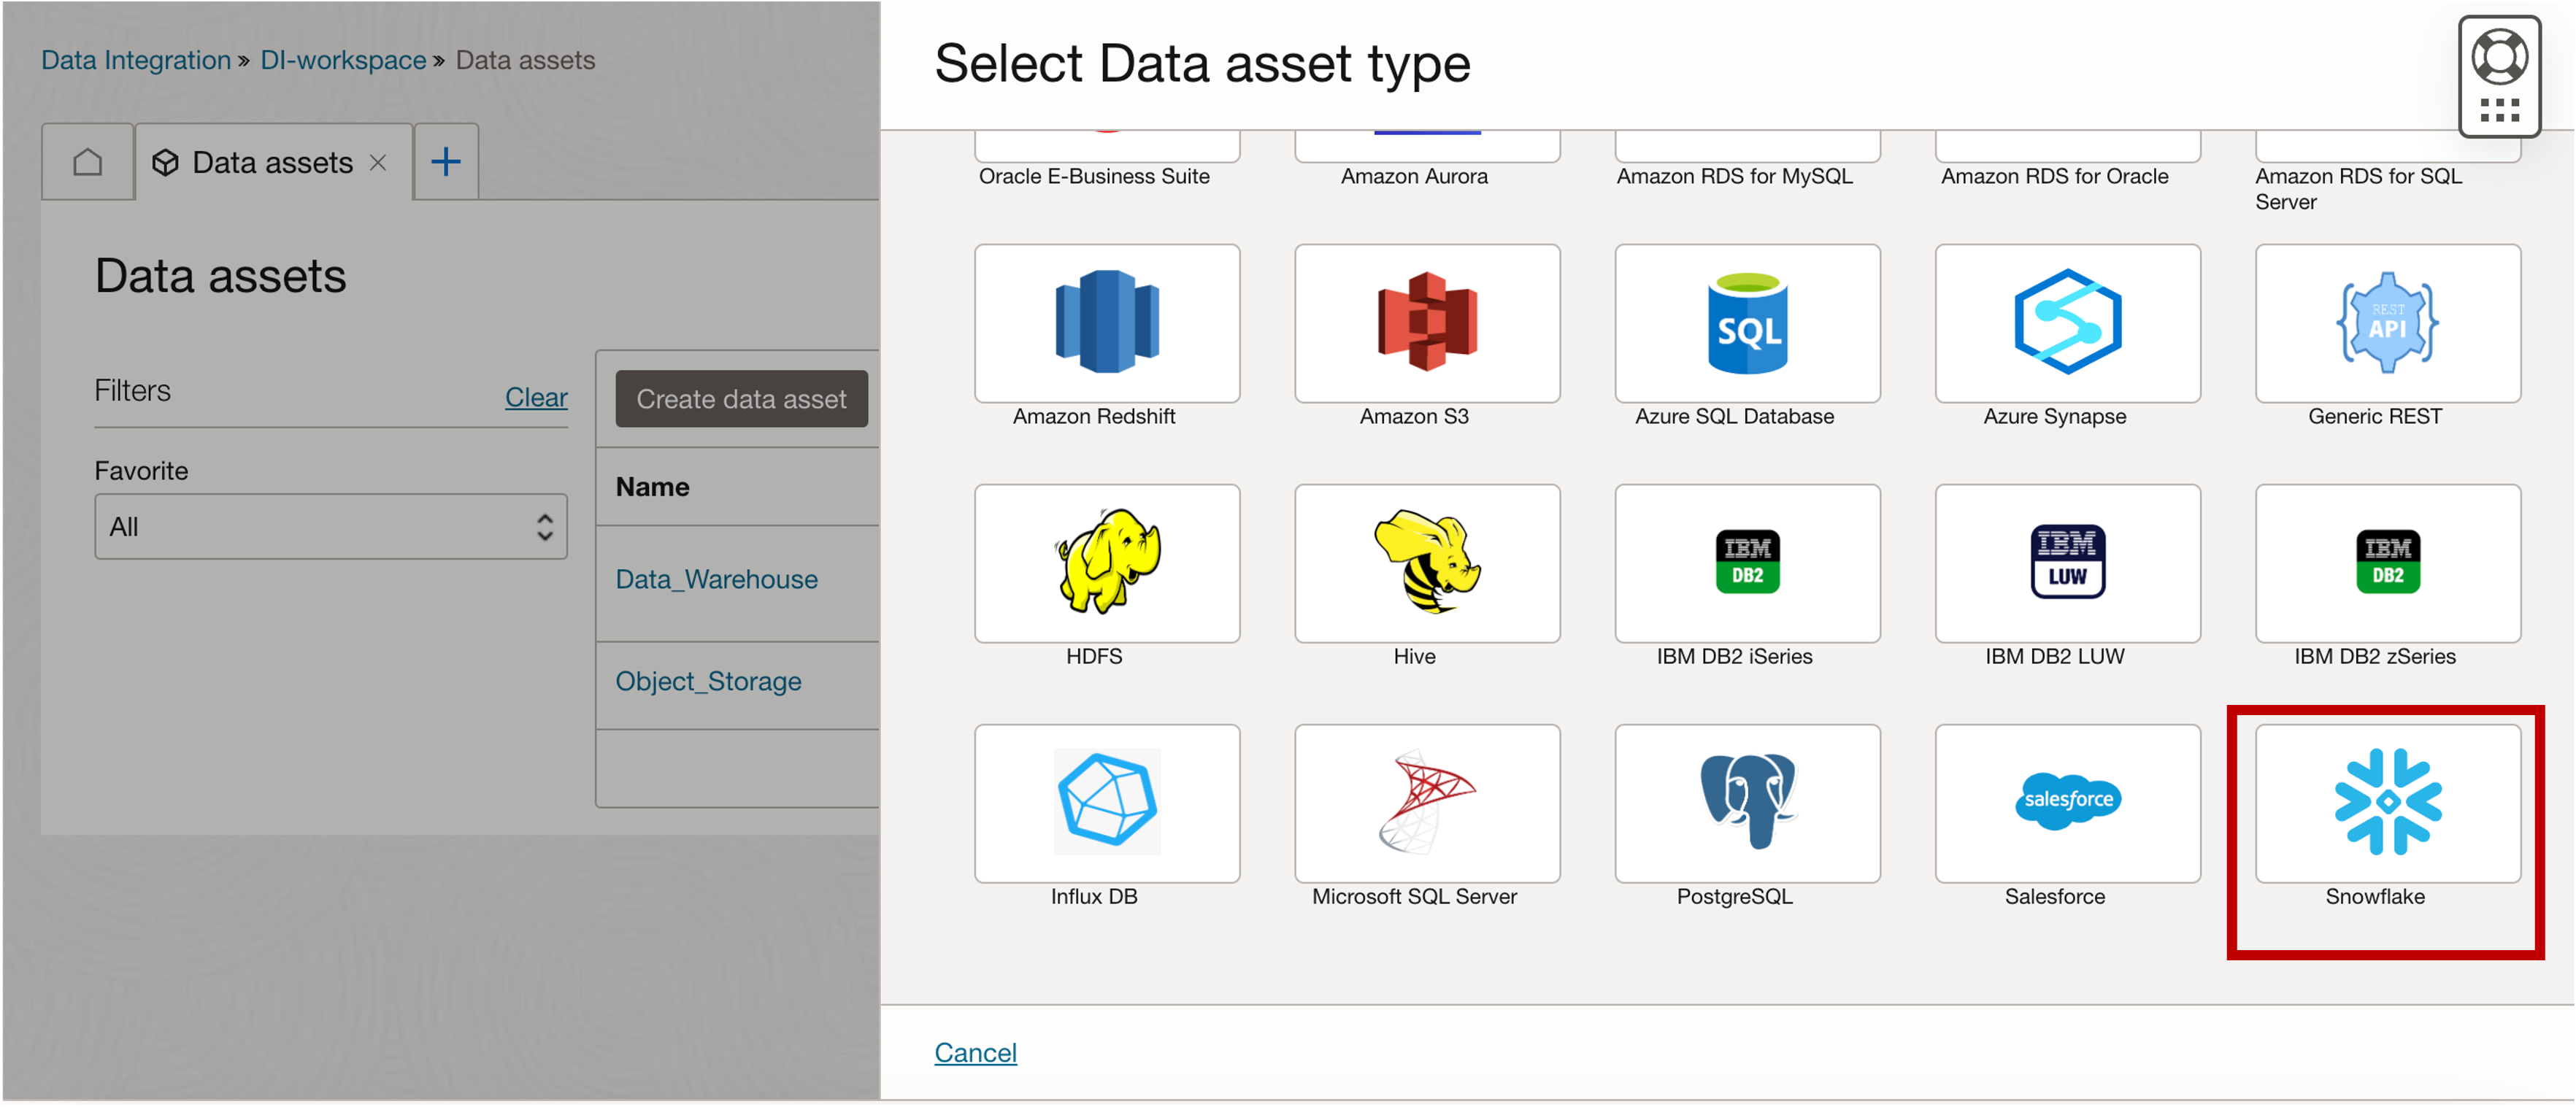 Data Integration » DI-workspace » Data assets
Data assets
Data assets
Filters
Clear
Favorite
All
Create data asset
Name
Data_Warehouse
Object_Storage
Select Data asset type
Oracle E-Business Suite
Amazon Aurora
Amazon RDS for MySQL
Amazon RDS for Oracle
Amazon RDS for SQL
Server
SQL
REST
API
Amazon Redshift
Amazon S3
Azure SQL Database
Azure Synapse
Generic REST
IBM
DB2
IBM
LUW
IBM
DB2
HDFS
Hive
IBM DB2 iSeries
IBM DB2 LUW
IBM DB2 zSeries
salesforce
Influx DB
Microsoft SQL Server
PostgreSQL
Salesforce
Snowflake
Cancel